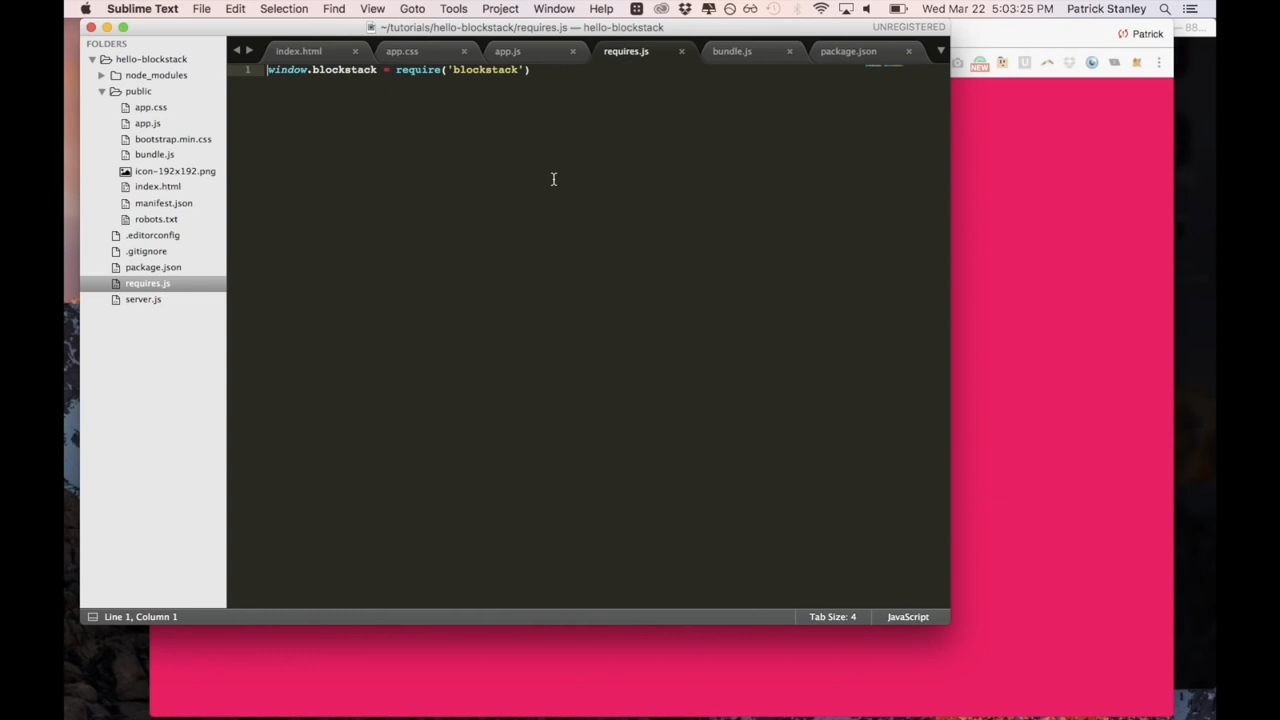 Sublime Text File Edit Selection Find View Goto Tools Project Window Help Wed Mar 22 5:03:25 PM Patrick Stanley
~/tutorials/hello-blockstack/requires.js — hello-blockstack UNREGISTERED
88...
Patrick
FOLDERS
index.html app.css app.js requires.js bundle.js package.json
NEW
hello-blockstack
node_modules
public
app.css
app.js
bootstrap.min.css
bundle.js
icon-192x192.png
index.html
manifest.json
robots.txt
.editorconfig
.gitignore
package.json
requires.js
server.js
1 window.blockstack = require('blockstack')
Line 1, Column 1 Tab Size: 4 JavaScript